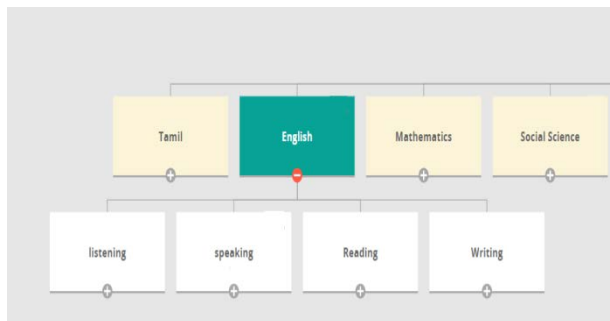 Tamil
English
Mathematics
Social Science
listening
speaking
Reading
Writing